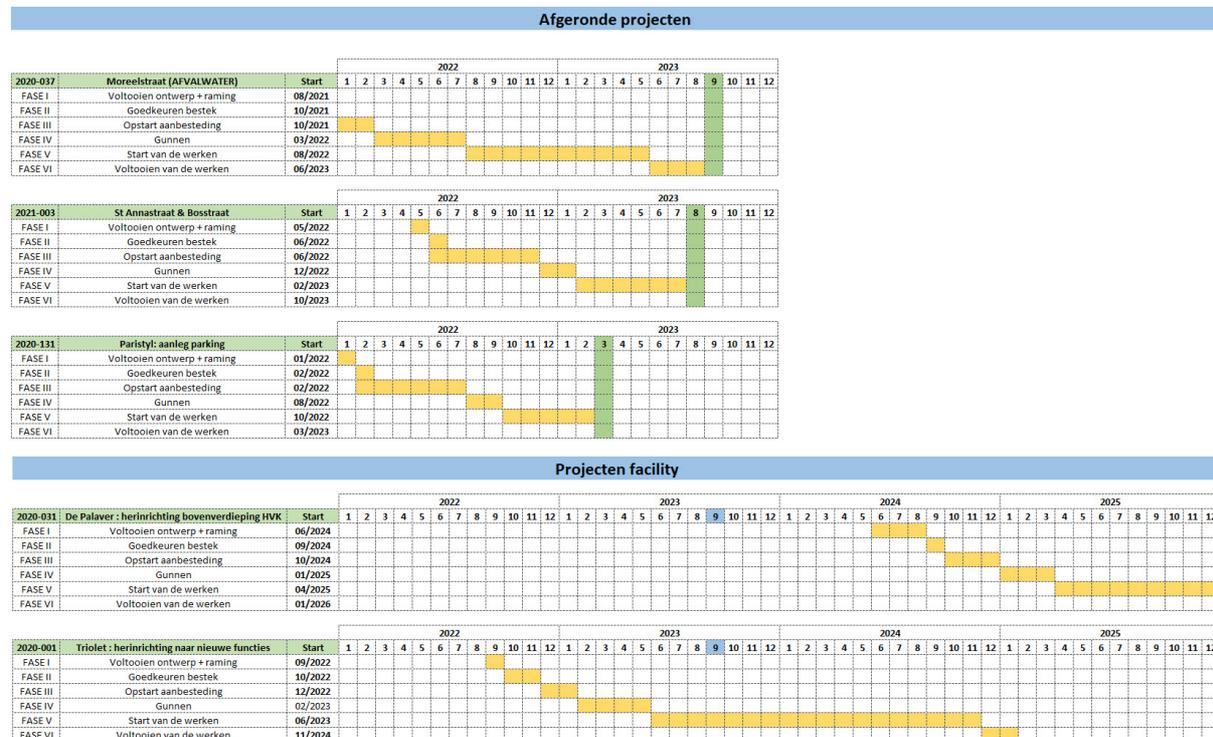 Afgeronde projecten
2022 2023
2020-037 Moreelstraat (AFVALWATER) Start 1 2 3 4 5 6 7 8 9 10 11 12 1 2 3 4 5 6 7 8 9 10 11 12
FASE I Voltooien ontwerp + raming 08/2021
FASE II Goedkeuren bestek 10/2021
FASE III Opstart aanbesteding 10/2021
FASE IV Gunnen 03/2022
FASE V Start van de werken 08/2022
FASE VI Voltooien van de werken 06/2023
2022 2023
2021-003 St Annastraat & Bosstraat Start 1 2 3 4 5 6 7 8 9 10 11 12 1 2 3 4 5 6 7 8 9 10 11 12
FASE I Voltooien ontwerp + raming 05/2022
FASE II Goedkeuren bestek 06/2022
FASE III Opstart aanbesteding 06/2022
FASE IV Gunnen 12/2022
FASE V Start van de werken 02/2023
FASE VI Voltooien van de werken 10/2023
2022 2023
2020-131 Paristyl: aanleg parking Start 1 2 3 4 5 6 7 8 9 10 11 12 1 2 3 4 5 6 7 8 9 10 11 12
FASE I Voltooien ontwerp + raming 01/2022
FASE II Goedkeuren bestek 02/2022
FASE III Opstart aanbesteding 02/2022
FASE IV Gunnen 08/2022
FASE V Start van de werken 10/2022
FASE VI Voltooien van de werken 03/2023
Projecten facility
2022 2023 2024 2025
2020-031 De Palaver : herinrichting bovenverdieping HVK Start 1 2 3 4 5 6 7 8 9 10 11 12 1 2 3 4 5 6 7 8 9 10 11 12 1 2 3 4 5 6 7 8 9 10 11 12 1 2 3 4 5 6 7 8 9 10 11 12
FASE I Voltooien ontwerp + raming 06/2024
FASE II Goedkeuren bestek 09/2024
FASE III Opstart aanbesteding 10/2024
FASE IV Gunnen 01/2025
FASE V Start van de werken 04/2025
FASE VI Voltooien van de werken 01/2026
2022 2023 2024 2025
2020-001 Triolet : herinrichting naar nieuwe functies Start 1 2 3 4 5 6 7 8 9 10 11 12 1 2 3 4 5 6 7 8 9 10 11 12 1 2 3 4 5 6 7 8 9 10 11 12 1 2 3 4 5 6 7 8 9 10 11 12
FASE I Voltooien ontwerp + raming 09/2022
FASE II Goedkeuren bestek 10/2022
FASE III Opstart aanbesteding 12/2022
FASE IV Gunnen 02/2023
FASE V Start van de werken 06/2023
FASE VI Voltooien van de werken 11/2024